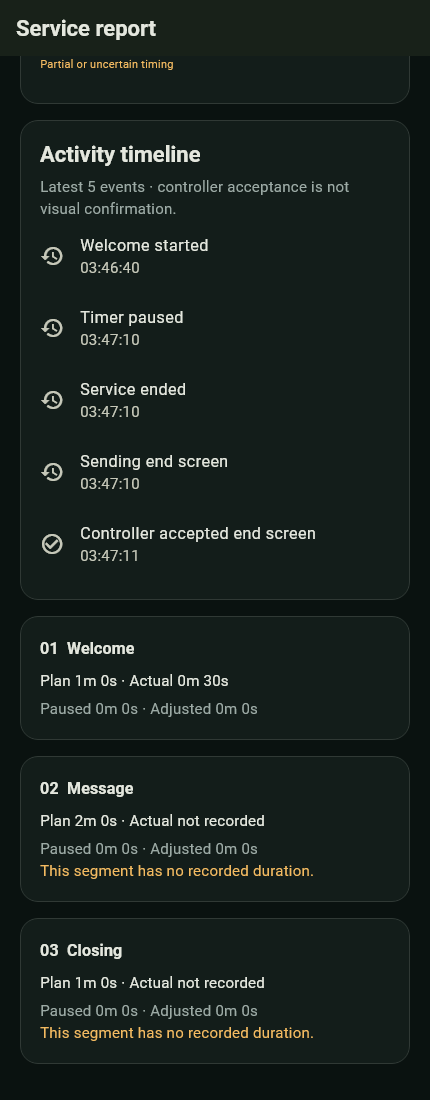 Service report
Partial or uncertain timing
Activity timeline
Latest 5 events · controller acceptance is not
visual confirmation.
Welcome started
03:46:40
Timer paused
03:47:10
Service ended
03:47:10
Sending end screen
03:47:10
Controller accepted end screen
03:47:11
01 Welcome
Plan 1m 0s · Actual 0m 30s
Paused 0m 0s · Adjusted 0m 0s
02 Message
Plan 2m 0s · Actual not recorded
Paused 0m 0s · Adjusted 0m 0s
This segment has no recorded duration.
03 Closing
Plan 1m 0s · Actual not recorded
Paused 0m 0s · Adjusted 0m 0s
This segment has no recorded duration.